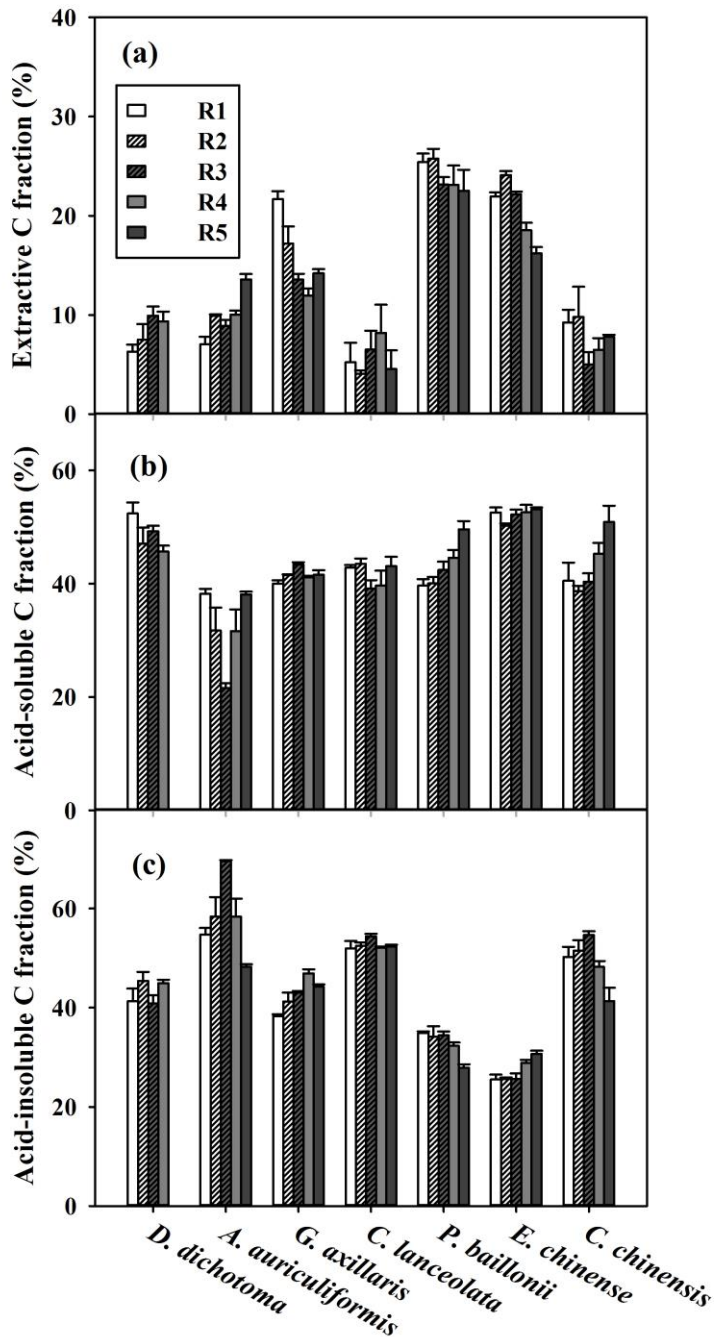 40
(a)
30
20
10
0
Extractive C fraction (%)
R1
R2
R3
R4
R5
(b)
60
40
20
0
Acid-soluble C fraction (%)
(c)
60
40
20
0
Acid-insoluble C fraction (%)
D. dichotoma
A. auriculiformis
G. axillaris
C. lanceolata
P. baillonii
E. chinense
C. chinensis